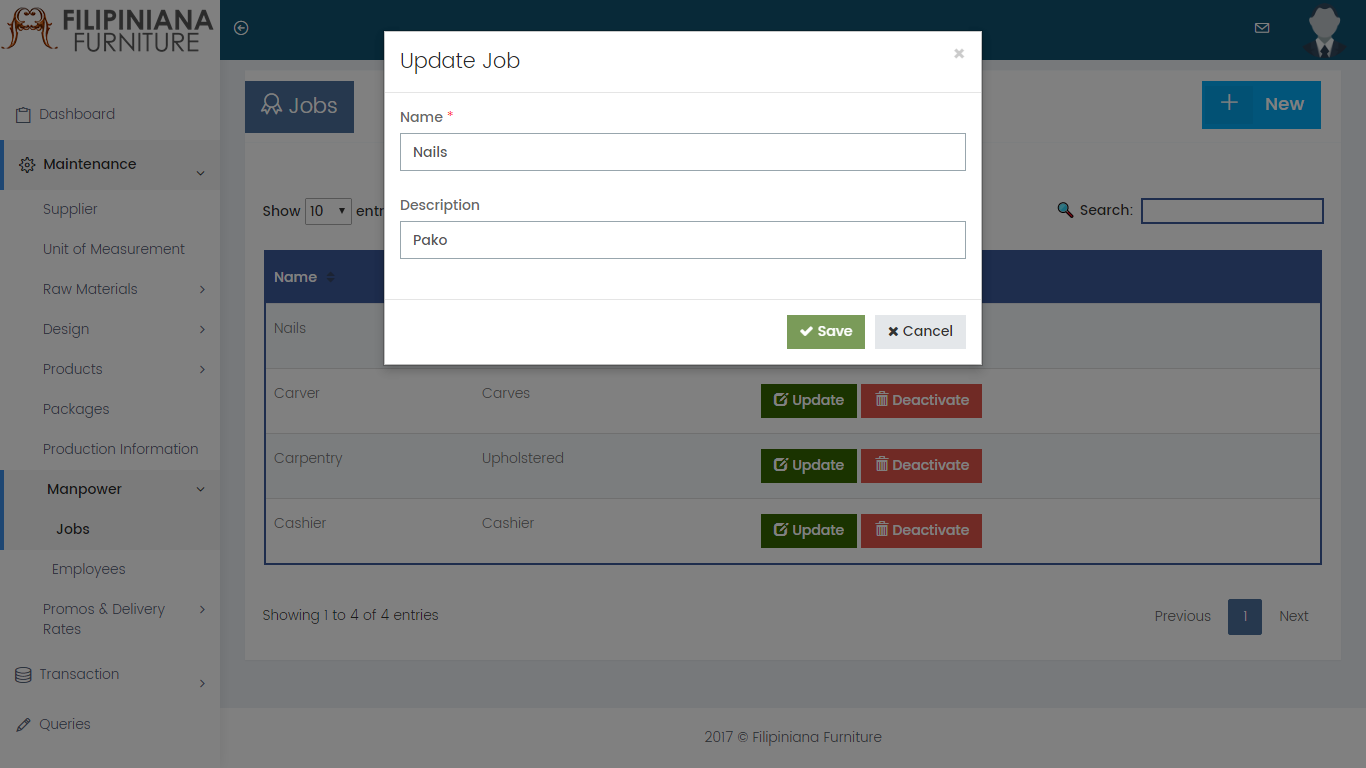 FILIPINIANA
FURNITURE
Dashboard
Maintenance
Supplier
Unit of Measurement
Raw Materials
Design
Products
Packages
Production Information
Manpower
Jobs
Employees
Promos & Delivery
Rates
Transaction
Queries
Update Job
×
Name *
Nails
Description
Pako
Save Cancel
Jobs
+ New
Show 10 entr
Search:
Name
Nails
Carver Carves Update Deactivate
Carpentry Upholstered Update Deactivate
Cashier Cashier Update Deactivate
Showing 1 to 4 of 4 entries
Previous 1 Next
2017 © Filipiniana Furniture